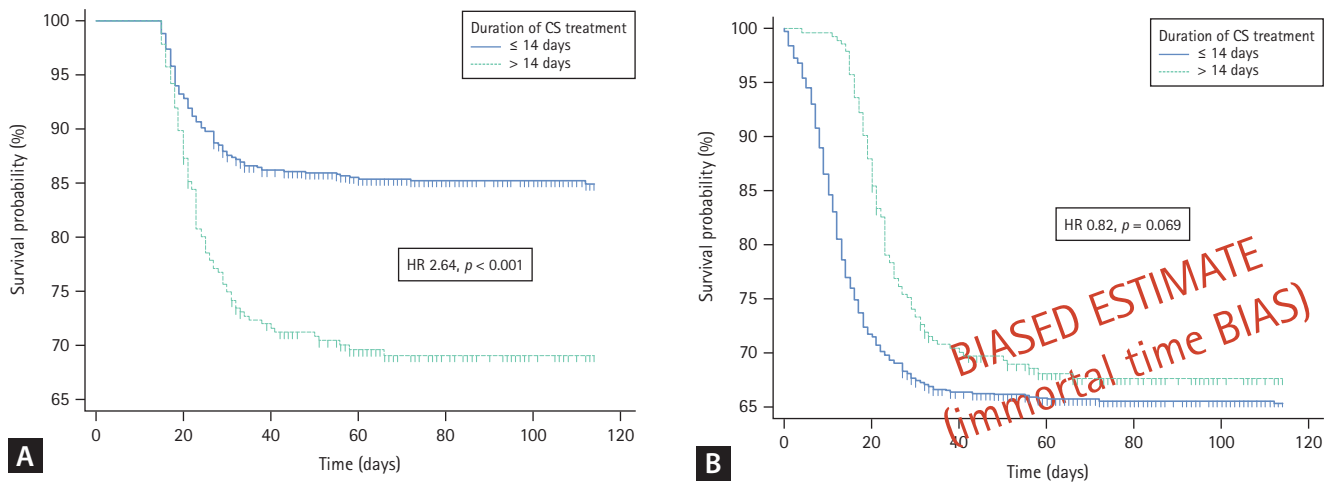 100
95
90
85
80
75
70
65
Survival probability (%)
0
20
40
60
80
100
120
Time (days)
Duration of CS treatment
≤ 14 days
> 14 days
HR 2.64, p < 0.001
A
100
95
90
85
80
75
70
65
Survival probability (%)
0
20
40
60
80
100
120
Time (days)
Duration of CS treatment
≤ 14 days
> 14 days
HR 0.82, p = 0.069
BIASED ESTIMATE
(immortal time BIAS)
B